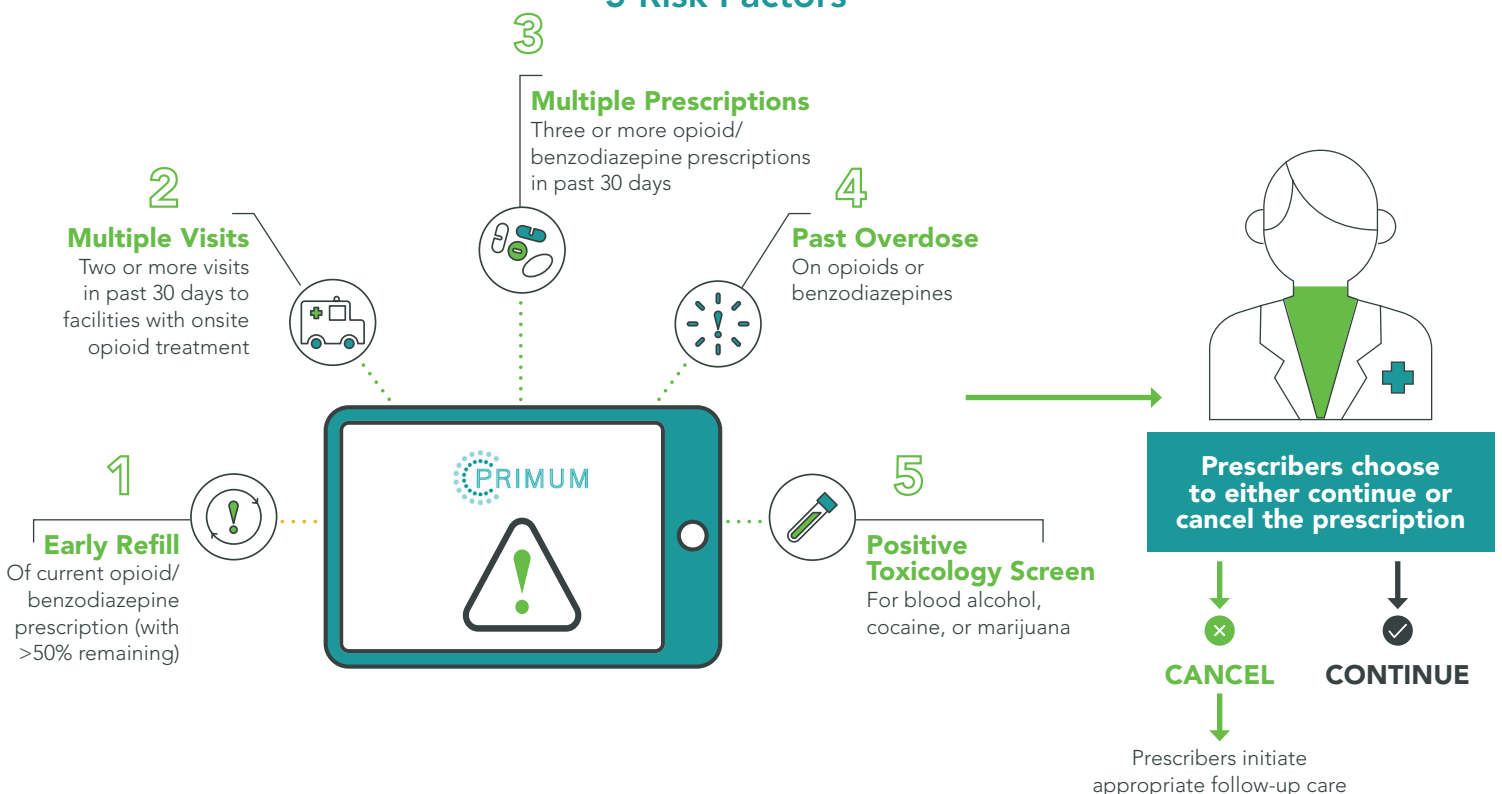 5 Risk Factors
1
Early Refill
Of current opioid/
benzodiazepine
prescription (with
>50% remaining)
2
Multiple Visits
Two or more visits
in past 30 days to
facilities with onsite
opioid treatment
3
Multiple Prescriptions
Three or more opioid/
benzodiazepine prescriptions
in past 30 days
4
Past Overdose
On opioids or
benzodiazepines
5
Positive
Toxicology Screen
For blood alcohol,
cocaine, or marijuana
PRIMUM
Prescribers choose
to either continue or
cancel the prescription
CANCEL
CONTINUE
Prescribers initiate
appropriate follow-up care